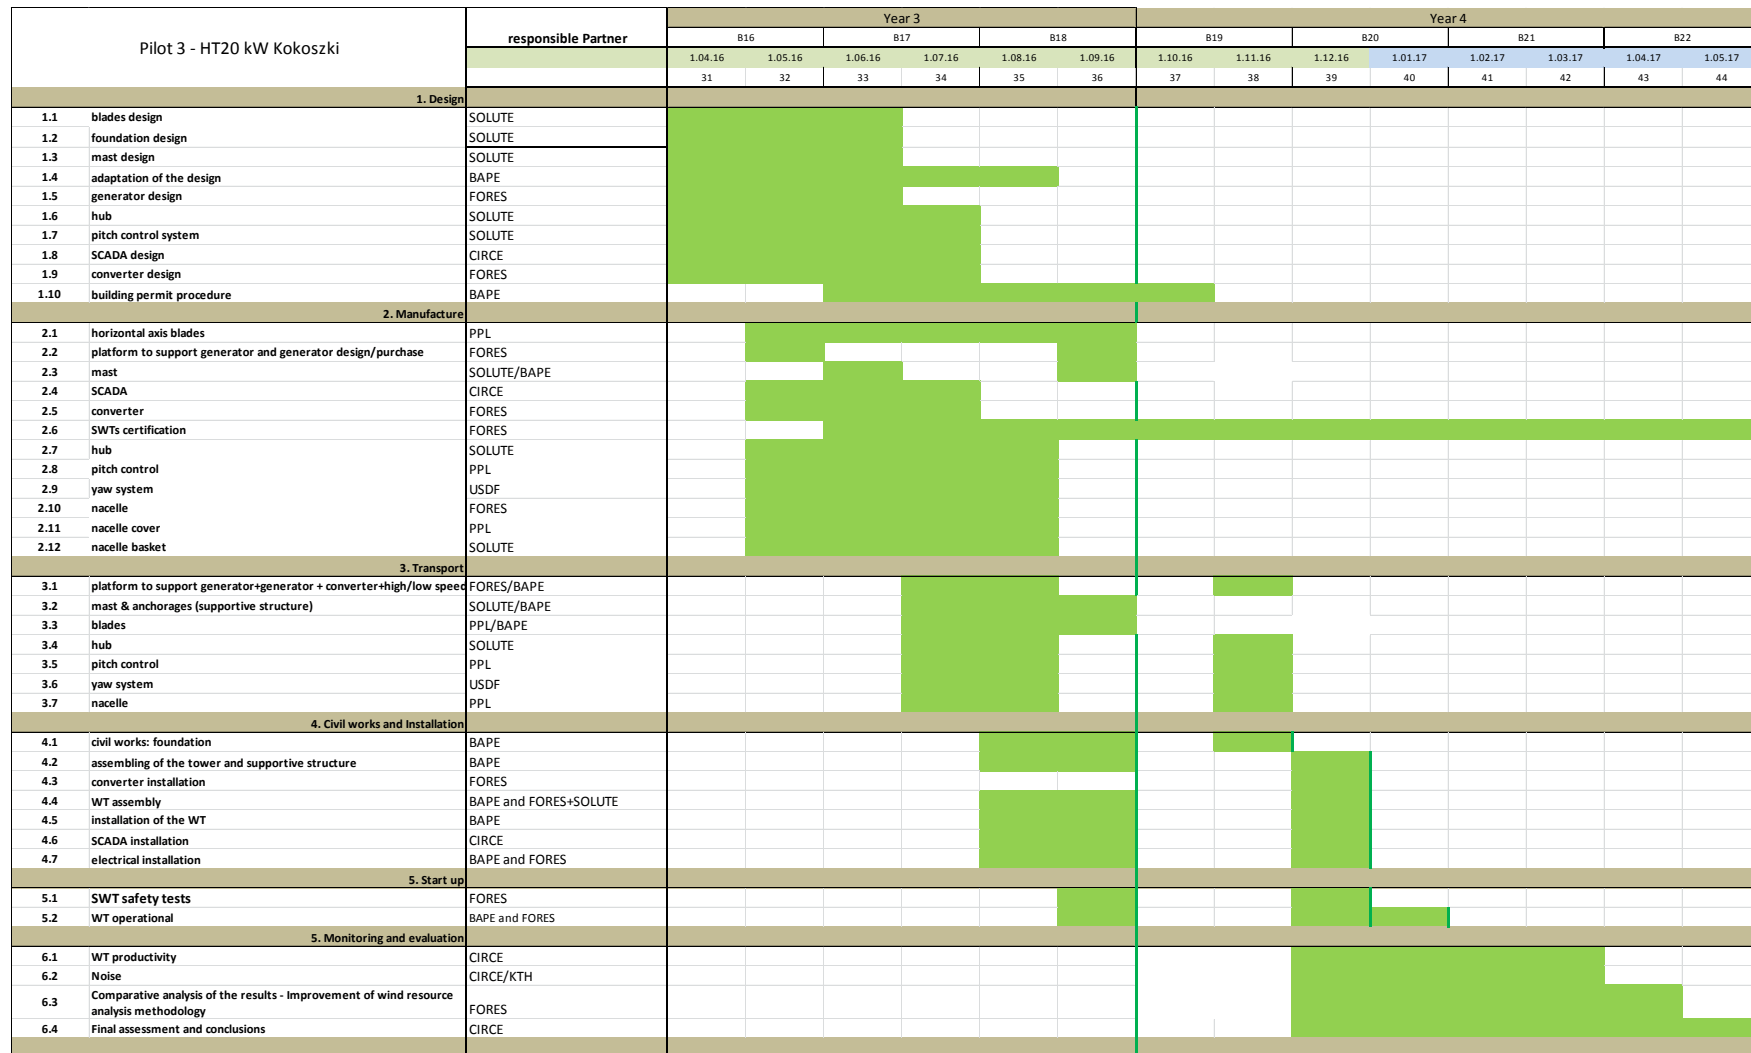 Year 3 Year 4
Pilot 3 - HT20 kW Kokoszki responsible Partner B16 B17 B18 B19 B20 B21 B22
1.04.16 1.05.16 1.06.16 1.07.16 1.08.16 1.09.16 1.10.16 1.11.16 1.12.16 1.01.17 1.02.17 1.03.17 1.04.17 1.05.17
31 32 33 34 35 36 37 38 39 40 41 42 43 44
1. Design
1.1 blades design SOLUTE
1.2 foundation design SOLUTE
1.3 mast design SOLUTE
1.4 adaptation of the design BAPE
1.5 generator design FORES
1.6 hub SOLUTE
1.7 pitch control system SOLUTE
1.8 SCADA design CIRCE
1.9 converter design FORES
1.10 building permit procedure BAPE
2. Manufacture
2.1 horizontal axis blades PPL
2.2 platform to support generator and generator design/purchase FORES
2.3 mast SOLUTE/BAPE
2.4 SCADA CIRCE
2.5 converter FORES
2.6 SWTs certification FORES
2.7 hub SOLUTE
2.8 pitch control PPL
2.9 yaw system USDF
2.10 nacelle FORES
2.11 nacelle cover PPL
2.12 nacelle basket SOLUTE
3. Transport
3.1 platform to support generator+generator + converter+high/low speed FORES/BAPE
3.2 mast & anchorages (supportive structure) SOLUTE/BAPE
3.3 blades PPL/BAPE
3.4 hub SOLUTE
3.5 pitch control PPL
3.6 yaw system USDF
3.7 nacelle PPL
4. Civil works and Installation
4.1 civil works: foundation BAPE
4.2 assembling of the tower and supportive structure BAPE
4.3 converter installation FORES
4.4 WT assembly BAPE and FORES+SOLUTE
4.5 installation of the WT BAPE
4.6 SCADA installation CIRCE
4.7 electrical installation BAPE and FORES
5. Start up
5.1 SWT safety tests FORES
5.2 WT operational BAPE and FORES
5. Monitoring and evaluation
6.1 WT productivity CIRCE
6.2 Noise CIRCE/KTH
6.3 Comparative analysis of the results - Improvement of wind resource
analysis methodology FORES
6.4 Final assessment and conclusions CIRCE